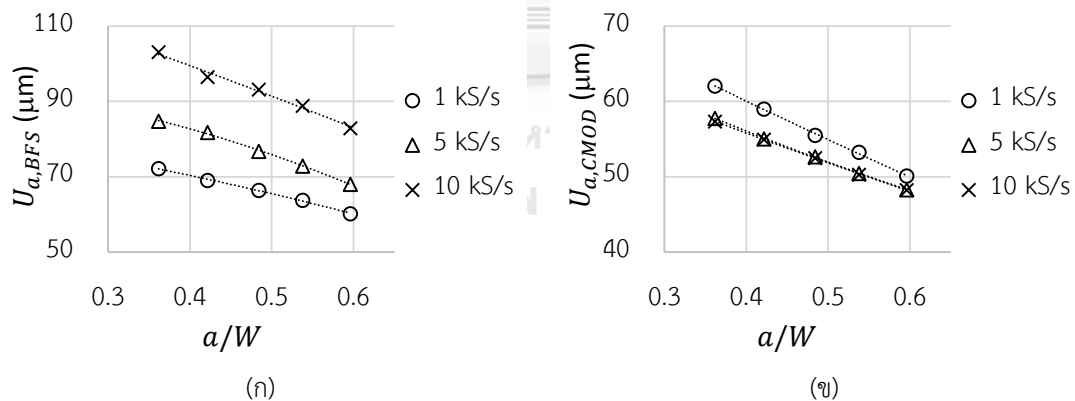 110
90
70
50
U_{a,BFS} (μm)
0.3 0.4 0.5 0.6
a/W
1 kS/s
5 kS/s
10 kS/s
(ก)
70
60
50
40
U_{a,CMOD} (μm)
0.3 0.4 0.5 0.6
a/W
1 kS/s
5 kS/s
10 kS/s
(ข)